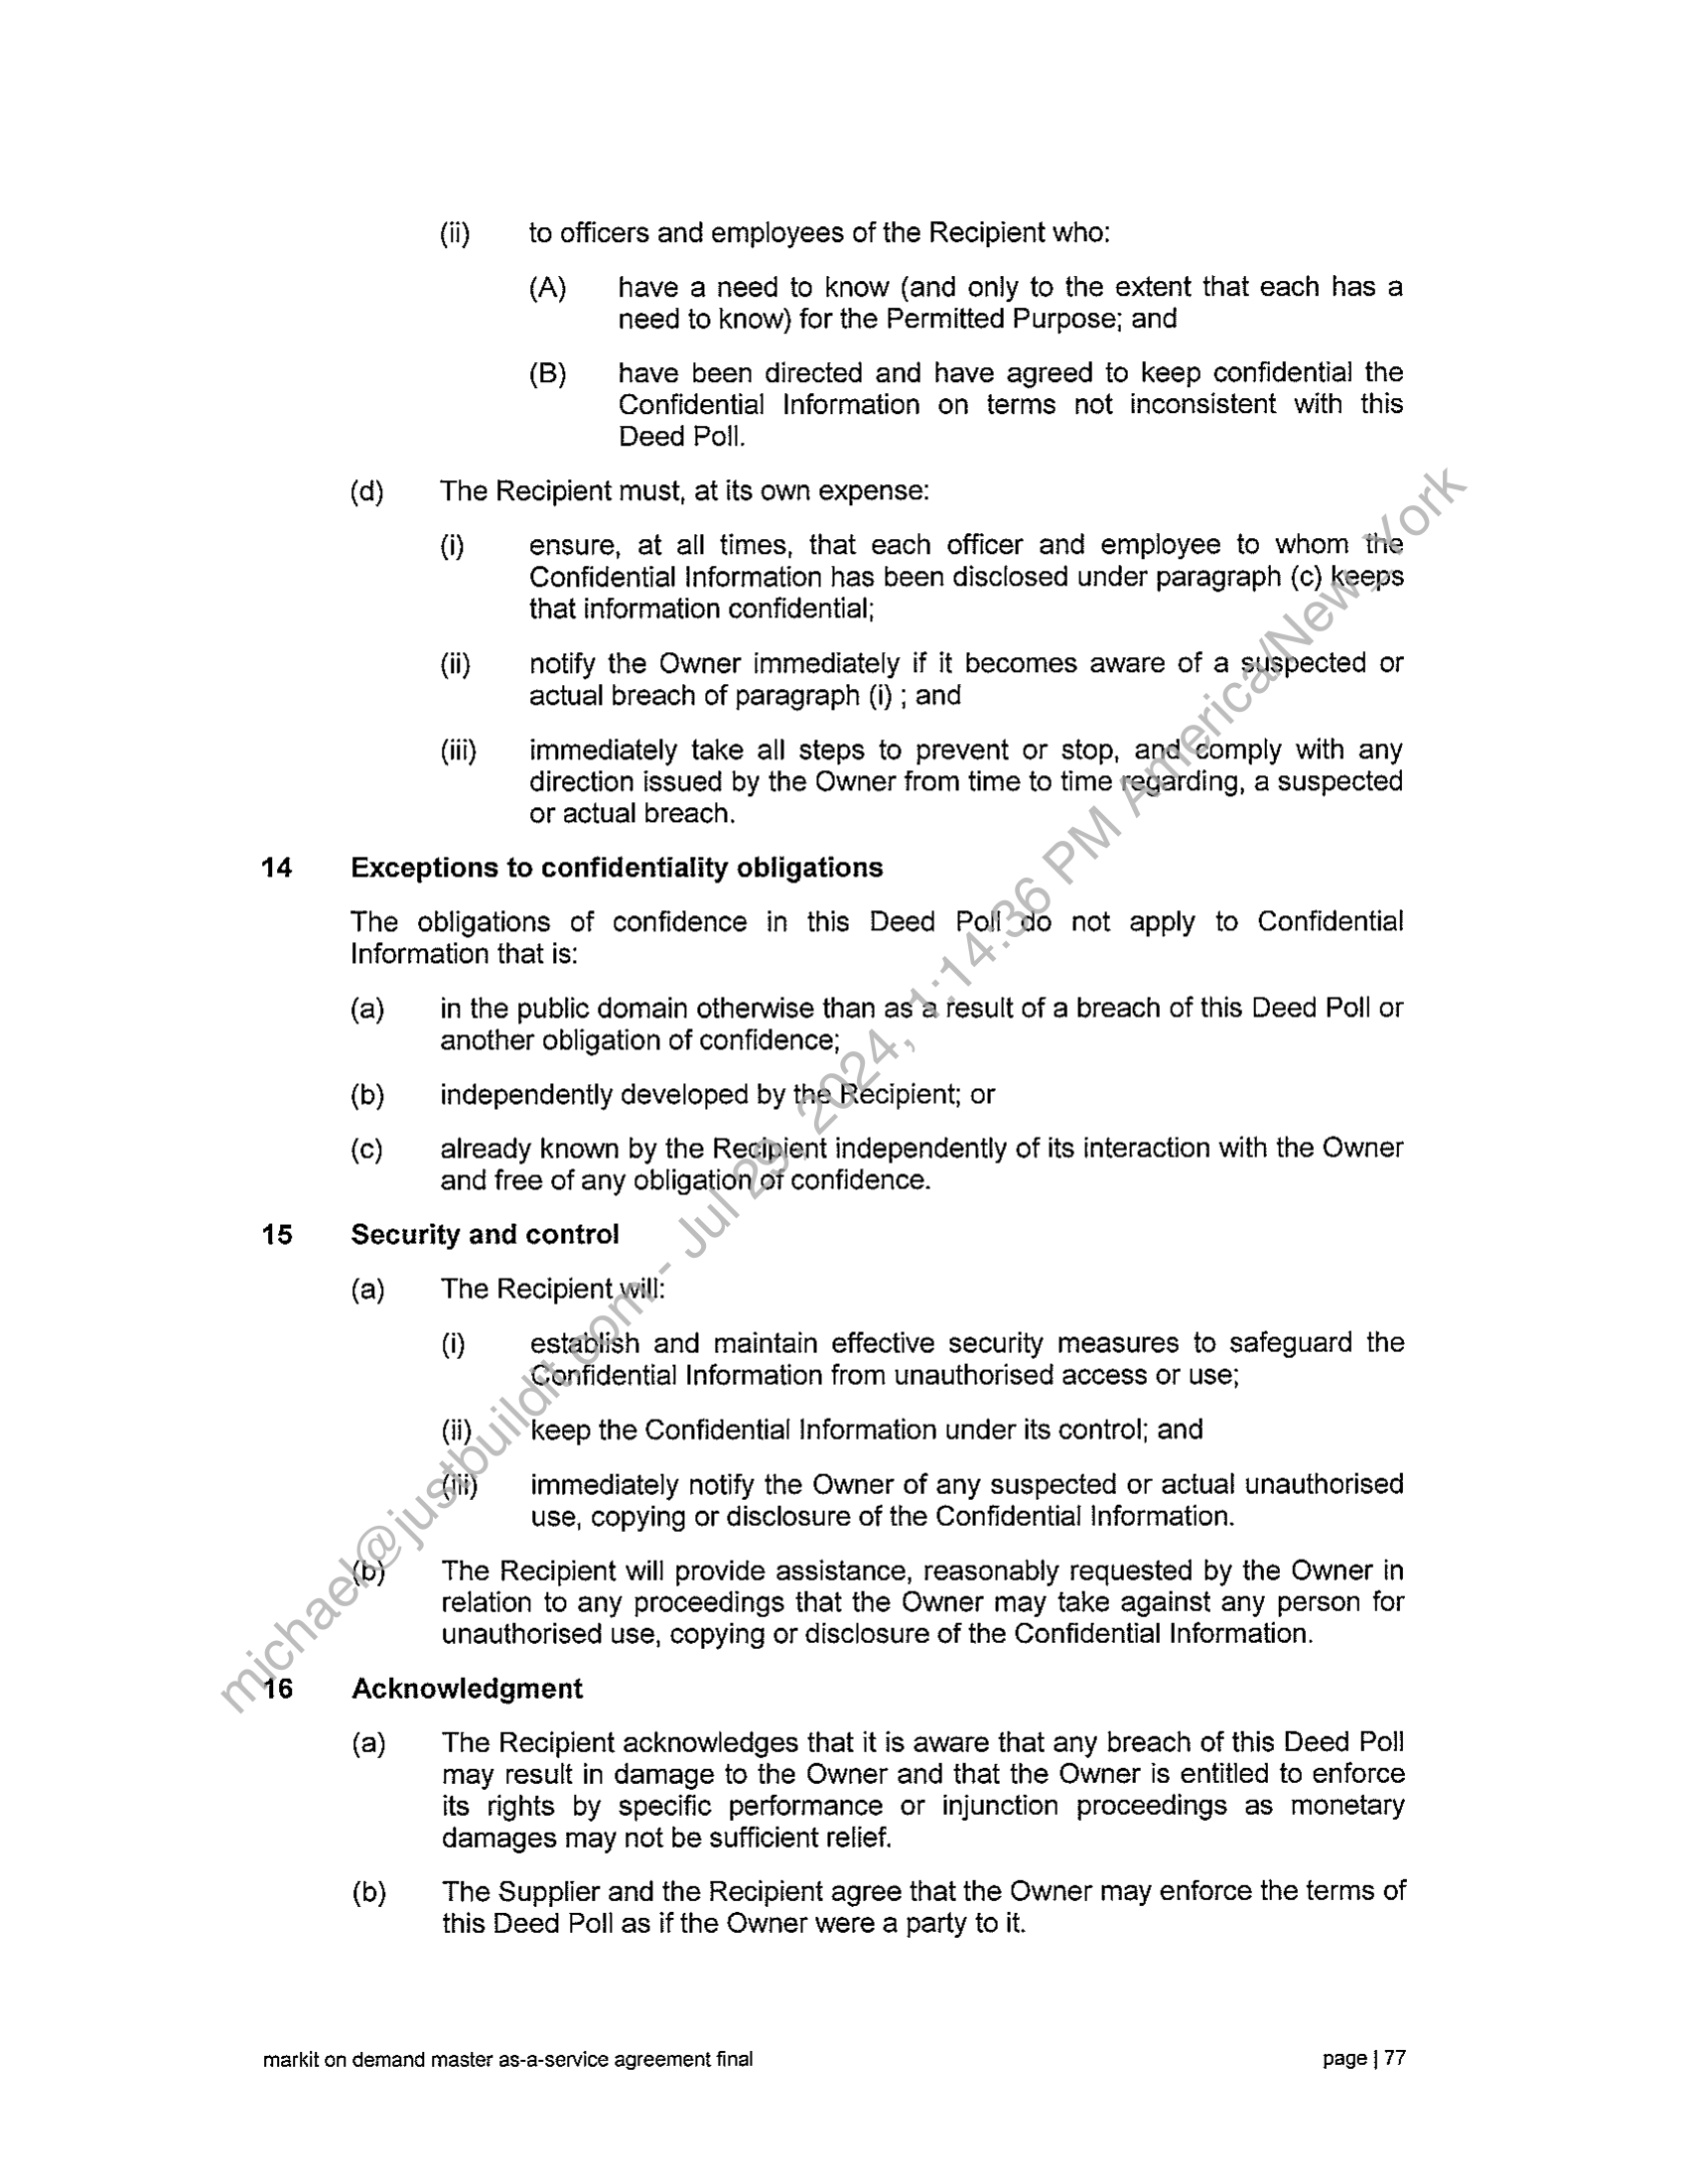 (ii) to officers and employees of the Recipient who:
(A) have a need to know (and only to the extent that each has a
need to know) for the Permitted Purpose; and
(B) have been directed and have agreed to keep confidential the
Confidential Information on terms not inconsistent with this
Deed Poll.
(d) The Recipient must, at its own expense:
(i) ensure, at all times, that each officer and employee to whom the
Confidential Information has been disclosed under paragraph (c) keeps
that information confidential;
(ii) notify the Owner immediately if it becomes aware of a suspected or
actual breach of paragraph (i) ; and
(iii) immediately take all steps to prevent or stop, and comply with any
direction issued by the Owner from time to time regarding, a suspected
or actual breach.
14 Exceptions to confidentiality obligations
The obligations of confidence in this Deed Poll do not apply to Confidential
Information that is:
(a) in the public domain otherwise than as a result of a breach of this Deed Poll or
another obligation of confidence;
(b) independently developed by the Recipient; or
(c) already known by the Recipient independently of its interaction with the Owner
and free of any obligation of confidence.
15 Security and control
(a) The Recipient will:
(i) establish and maintain effective security measures to safeguard the
Confidential Information from unauthorised access or use;
(ii) keep the Confidential Information under its control; and
(iii) immediately notify the Owner of any suspected or actual unauthorised
use, copying or disclosure of the Confidential Information.
(b) The Recipient will provide assistance, reasonably requested by the Owner in
relation to any proceedings that the Owner may take against any person for
unauthorised use, copying or disclosure of the Confidential Information.
16 Acknowledgment
(a) The Recipient acknowledges that it is aware that any breach of this Deed Poll
may result in damage to the Owner and that the Owner is entitled to enforce
its rights by specific performance or injunction proceedings as monetary
damages may not be sufficient relief.
(b) The Supplier and the Recipient agree that the Owner may enforce the terms of
this Deed Poll as if the Owner were a party to it.
markit on demand master as-a-service agreement final page | 77
michael@justbuildit.com - Jul 29, 2024, 1:14:36 PM America/New_York